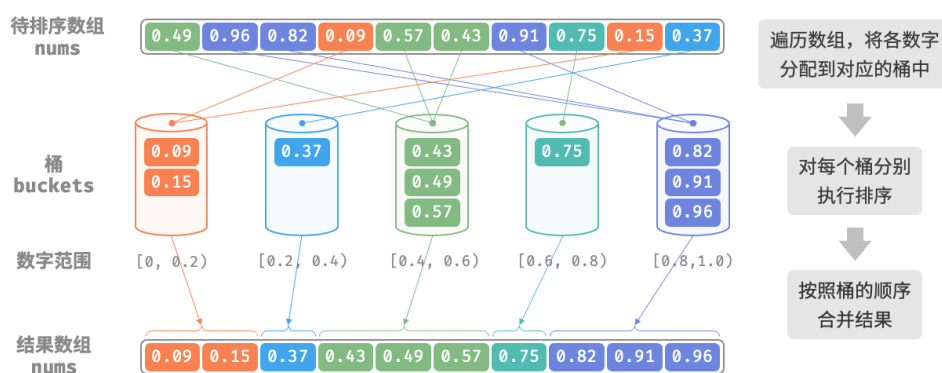 待排序数组
nums
0.49 0.96 0.82 0.09 0.57 0.43 0.91 0.75 0.15 0.37
桶
buckets
0.09
0.15
0.37
0.43
0.49
0.57
0.75
0.82
0.91
0.96
数字范围
[0, 0.2)
[0.2, 0.4)
[0.4, 0.6)
[0.6, 0.8)
[0.8,1.0)
结果数组
nums
0.09 0.15 0.37 0.43 0.49 0.57 0.75 0.82 0.91 0.96
遍历数组，将各数字
分配到对应的桶中
对每个桶分别
执行排序
按照桶的顺序
合并结果